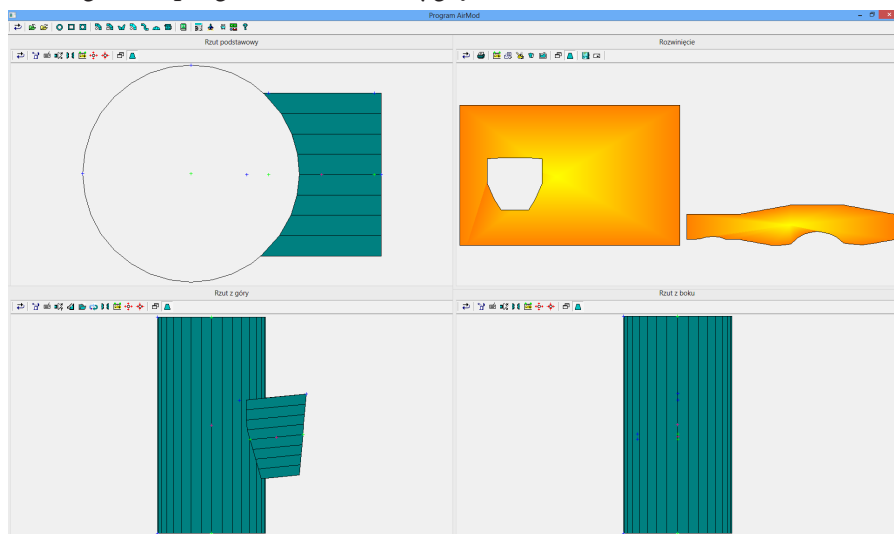 Program AirMod
Rzut podstawowy
Rozwinięcie
Rzut z góry
Rzut z boku